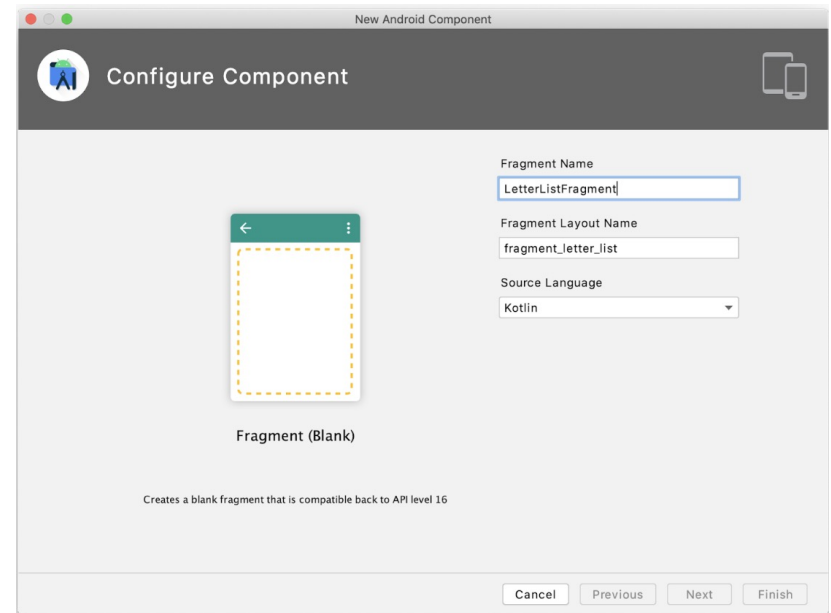 New Android Component
Configure Component
Fragment Name
LetterListFragment
Fragment Layout Name
fragment_letter_list
Source Language
Kotlin
Fragment (Blank)
Creates a blank fragment that is compatible back to API level 16
Cancel Previous Next Finish